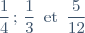 1/4 ; 1/3 et 5/12